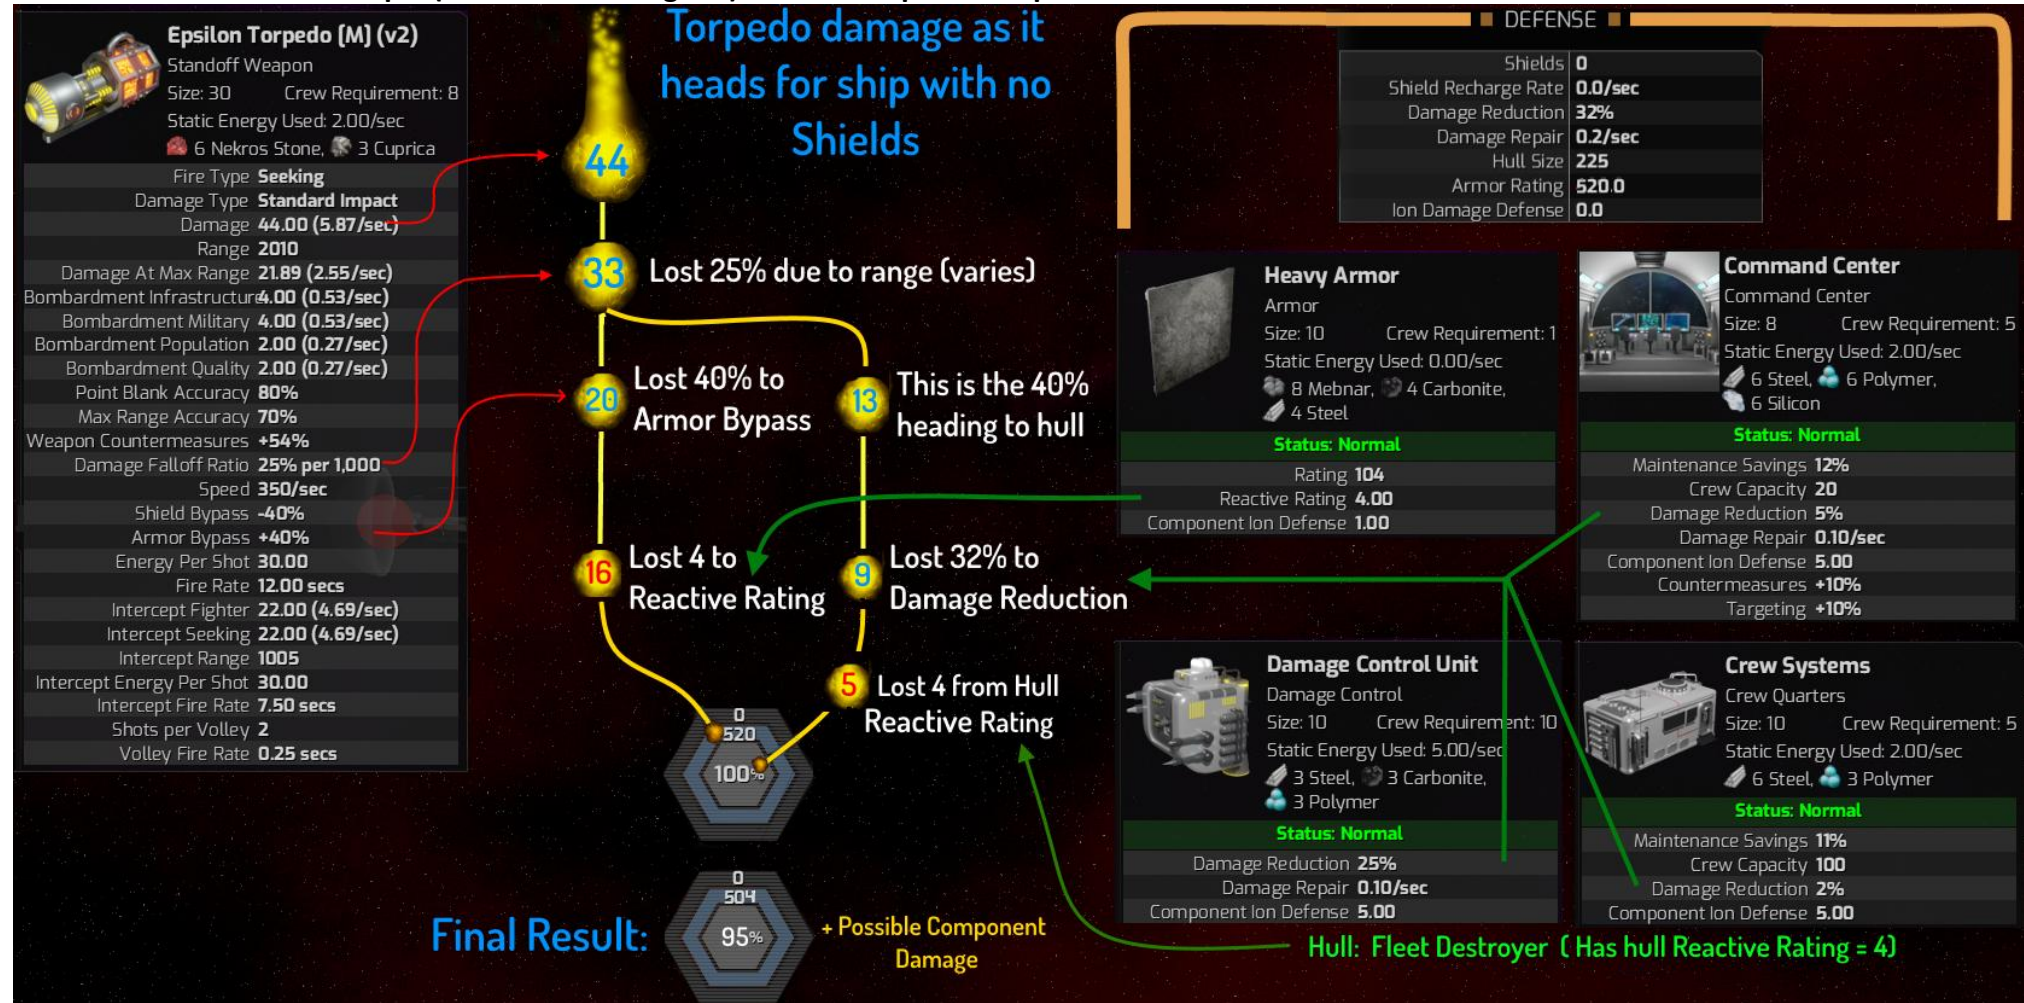 Epsilon Torpedo [M] (v2)
Standoff Weapon
Size: 30 Crew Requirement: 8
Static Energy Used: 2.00/sec
6 Nekros Stone, 3 Cuprica
Fire Type Seeking
Damage Type Standard Impact
Damage 44.00 (5.87/sec)
Range 2010
Damage At Max Range 21.89 (2.55/sec)
Bombardment Infrastructure 4.00 (0.53/sec)
Bombardment Military 4.00 (0.53/sec)
Bombardment Population 2.00 (0.27/sec)
Bombardment Quality 2.00 (0.27/sec)
Point Blank Accuracy 80%
Max Range Accuracy 70%
Weapon Countermeasures +54%
Damage Falloff Ratio 25% per 1,000
Speed 350/sec
Shield Bypass -40%
Armor Bypass +40%
Energy Per Shot 30.00
Fire Rate 12.00 secs
Intercept Fighter 22.00 (4.69/sec)
Intercept Seeking 22.00 (4.69/sec)
Intercept Range 1005
Intercept Energy Per Shot 30.00
Intercept Fire Rate 7.50 secs
Shots per Volley 2
Volley Fire Rate 0.25 secs
Torpedo damage as it
heads for ship with no
Shields
44
33 Lost 25% due to range (varies)
20 Lost 40% to
Armor Bypass
13 This is the 40%
heading to hull
16 Lost 4 to
Reactive Rating
9 Lost 32% to
Damage Reduction
5 Lost 4 from Hull
Reactive Rating
0
520
100%
Final Result:
0
504
95%
+ Possible Component
Damage
DEFENSE
Shields 0
Shield Recharge Rate 0.0/sec
Damage Reduction 32%
Damage Repair 0.2/sec
Hull Size 225
Armor Rating 520.0
Ion Damage Defense 0.0
Heavy Armor
Armor
Size: 10 Crew Requirement: 1
Static Energy Used: 0.00/sec
8 Mebnar, 4 Carbonite,
4 Steel
Status: Normal
Rating 104
Reactive Rating 4.00
Component Ion Defense 1.00
Command Center
Command Center
Size: 8 Crew Requirement: 5
Static Energy Used: 2.00/sec
6 Steel, 6 Polymer,
6 Silicon
Status: Normal
Maintenance Savings 12%
Crew Capacity 20
Damage Reduction 5%
Damage Repair 0.10/sec
Component Ion Defense 5.00
Countermeasures +10%
Targeting +10%
Damage Control Unit
Damage Control
Size: 10 Crew Requirement: 10
Static Energy Used: 5.00/sec
3 Steel, 3 Carbonite,
3 Polymer
Status: Normal
Damage Reduction 25%
Damage Repair 0.10/sec
Component Ion Defense 5.00
Crew Systems
Crew Quarters
Size: 10 Crew Requirement: 5
Static Energy Used: 2.00/sec
6 Steel, 3 Polymer
Status: Normal
Maintenance Savings 11%
Crew Capacity 100
Damage Reduction 2%
Component Ion Defense 5.00
Hull: Fleet Destroyer ( Has hull Reactive Rating = 4)